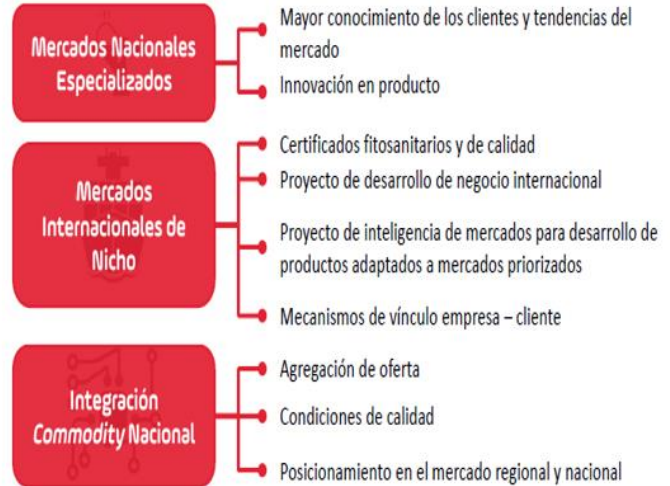 Mercados Nacionales
Especializados
Mayor conocimiento de los clientes y tendencias del
mercado
Innovación en producto
Mercados
Internacionales de
Nicho
Certificados fitosanitarios y de calidad
Proyecto de desarrollo de negocio internacional
Proyecto de inteligencia de mercados para desarrollo de
productos adaptados a mercados priorizados
Mecanismos de vínculo empresa – cliente
Integración
Commodity Nacional
Agregación de oferta
Condiciones de calidad
Posicionamiento en el mercado regional y nacional